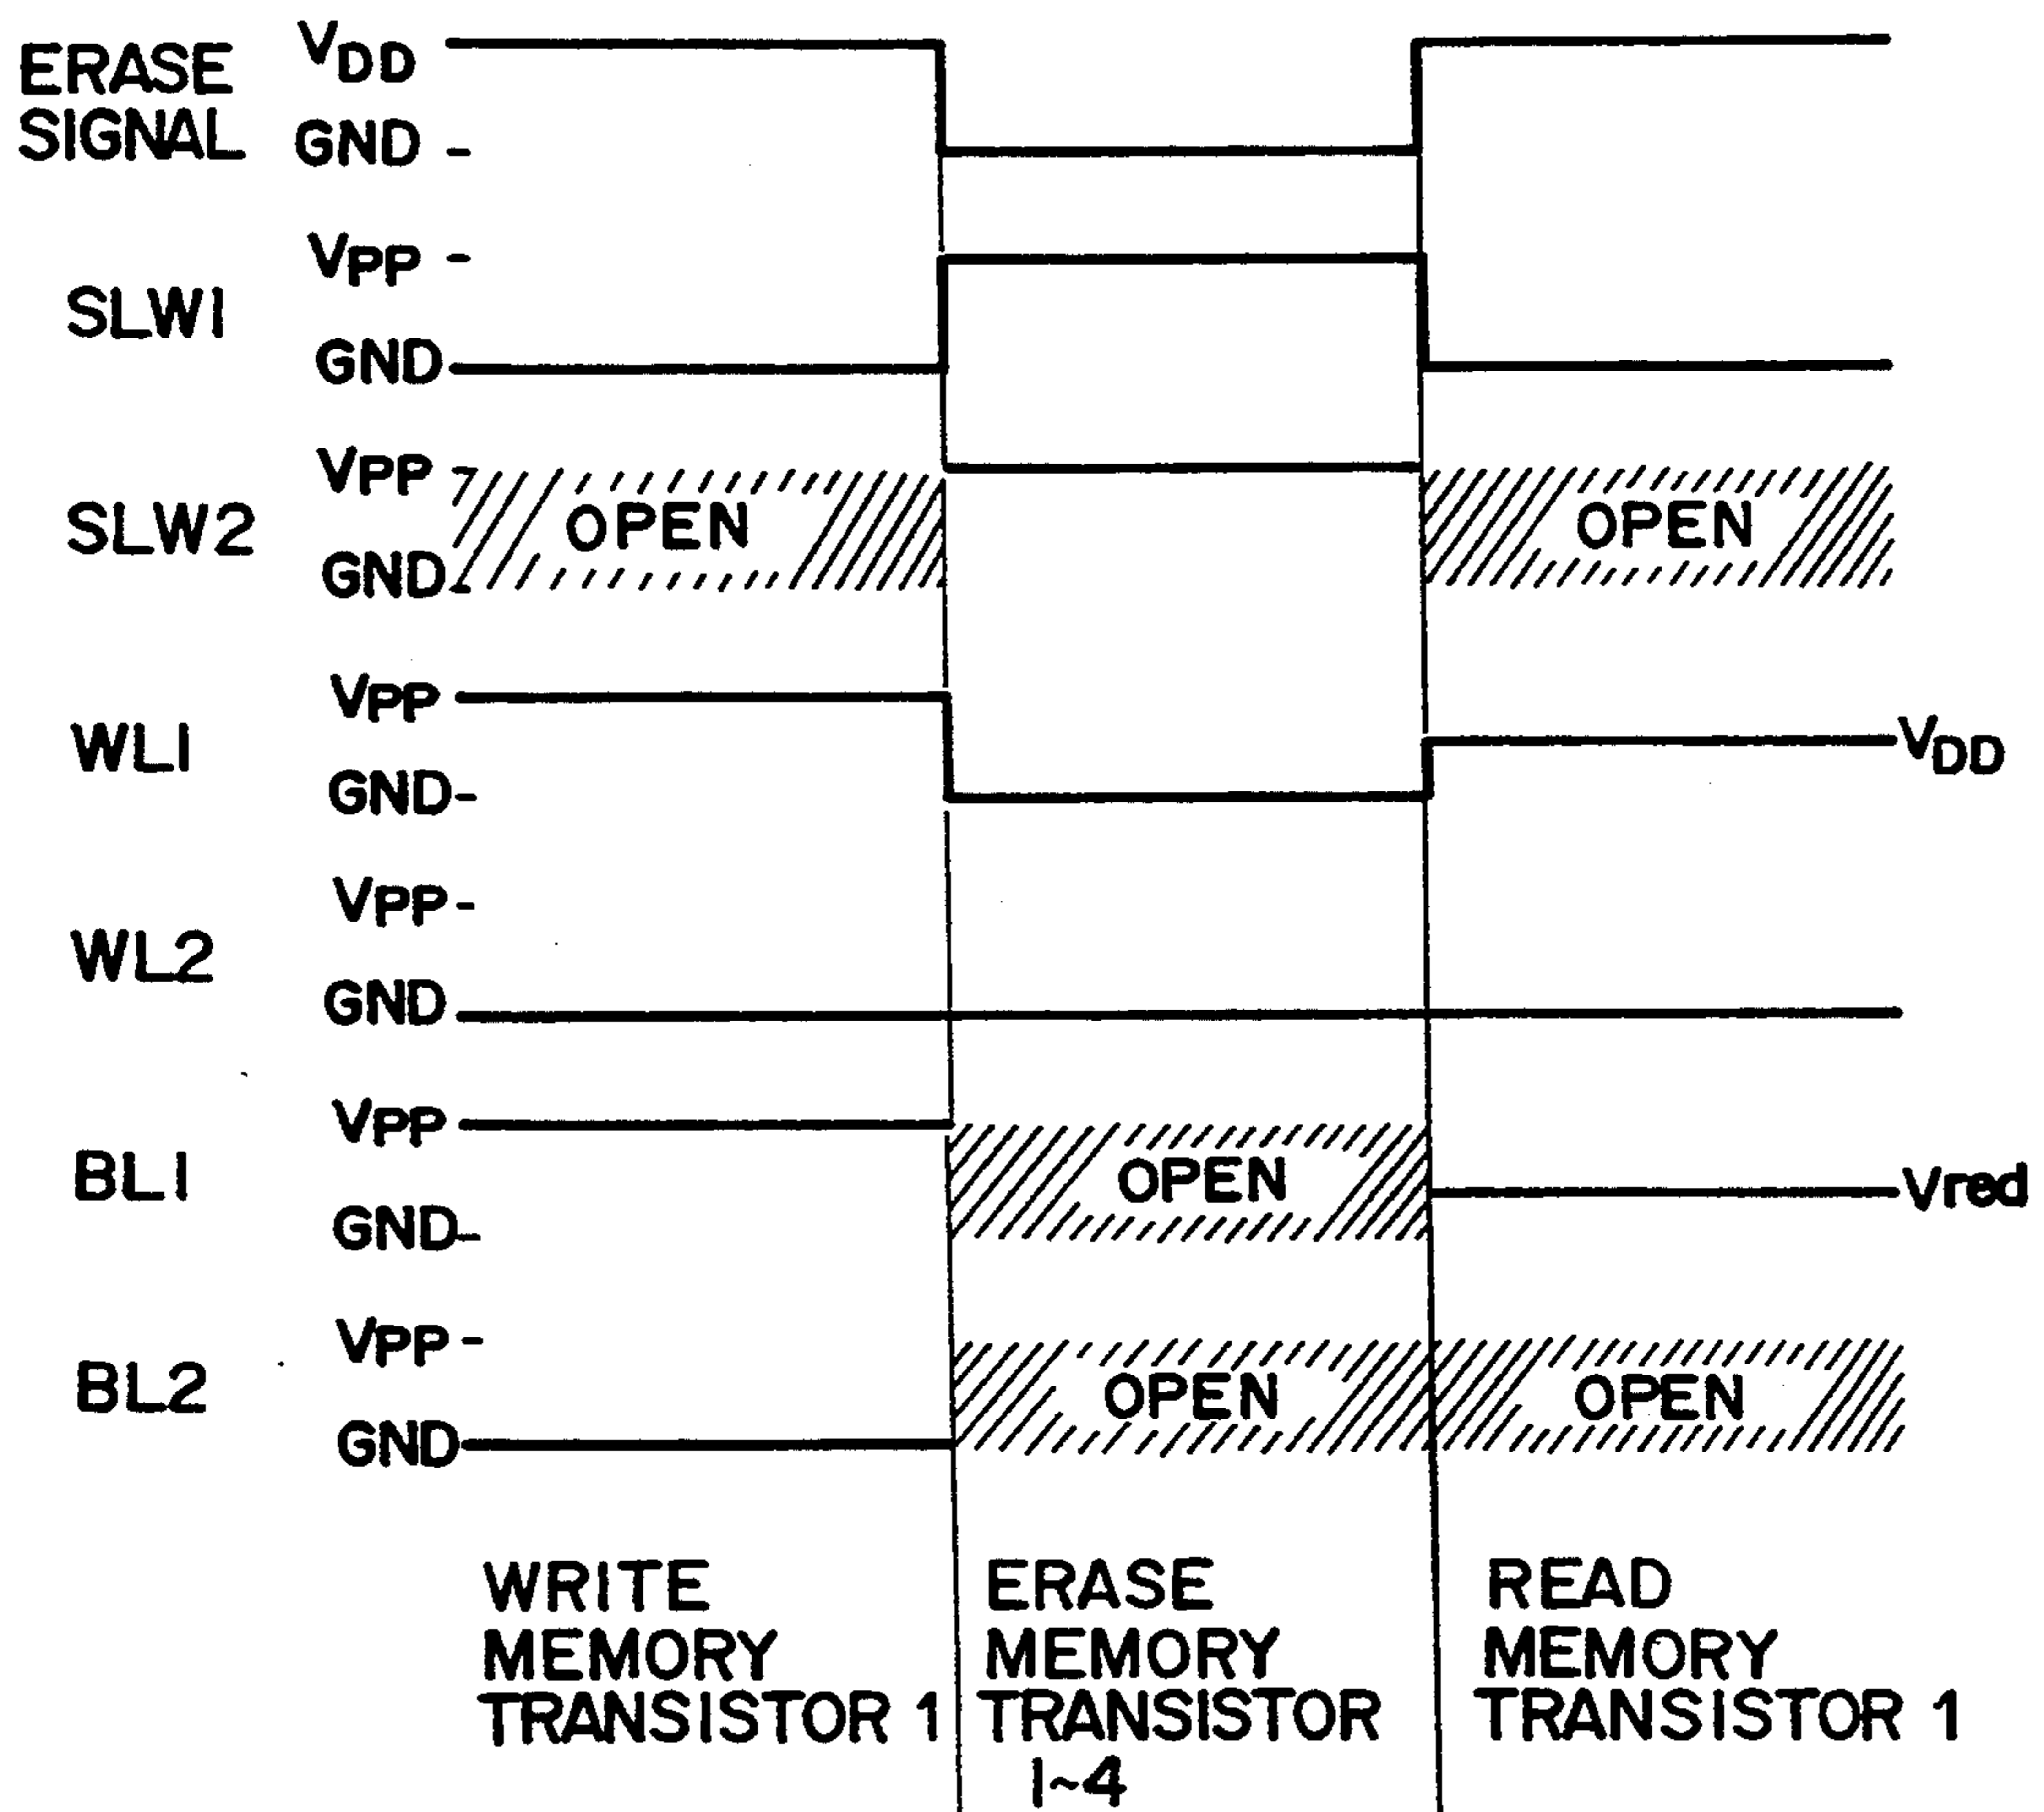 ERASE
SIGNAL
VDD
GND
SLW1
VPP
GND
SLW2
VPP
GND
OPEN
OPEN
WL1
VPP
GND
VDD
WL2
VPP
GND
BL1
VPP
GND
OPEN
Vred
BL2
VPP
GND
OPEN
OPEN
WRITE
MEMORY
TRANSISTOR 1
ERASE
MEMORY
TRANSISTOR
1~4
READ
MEMORY
TRANSISTOR 1